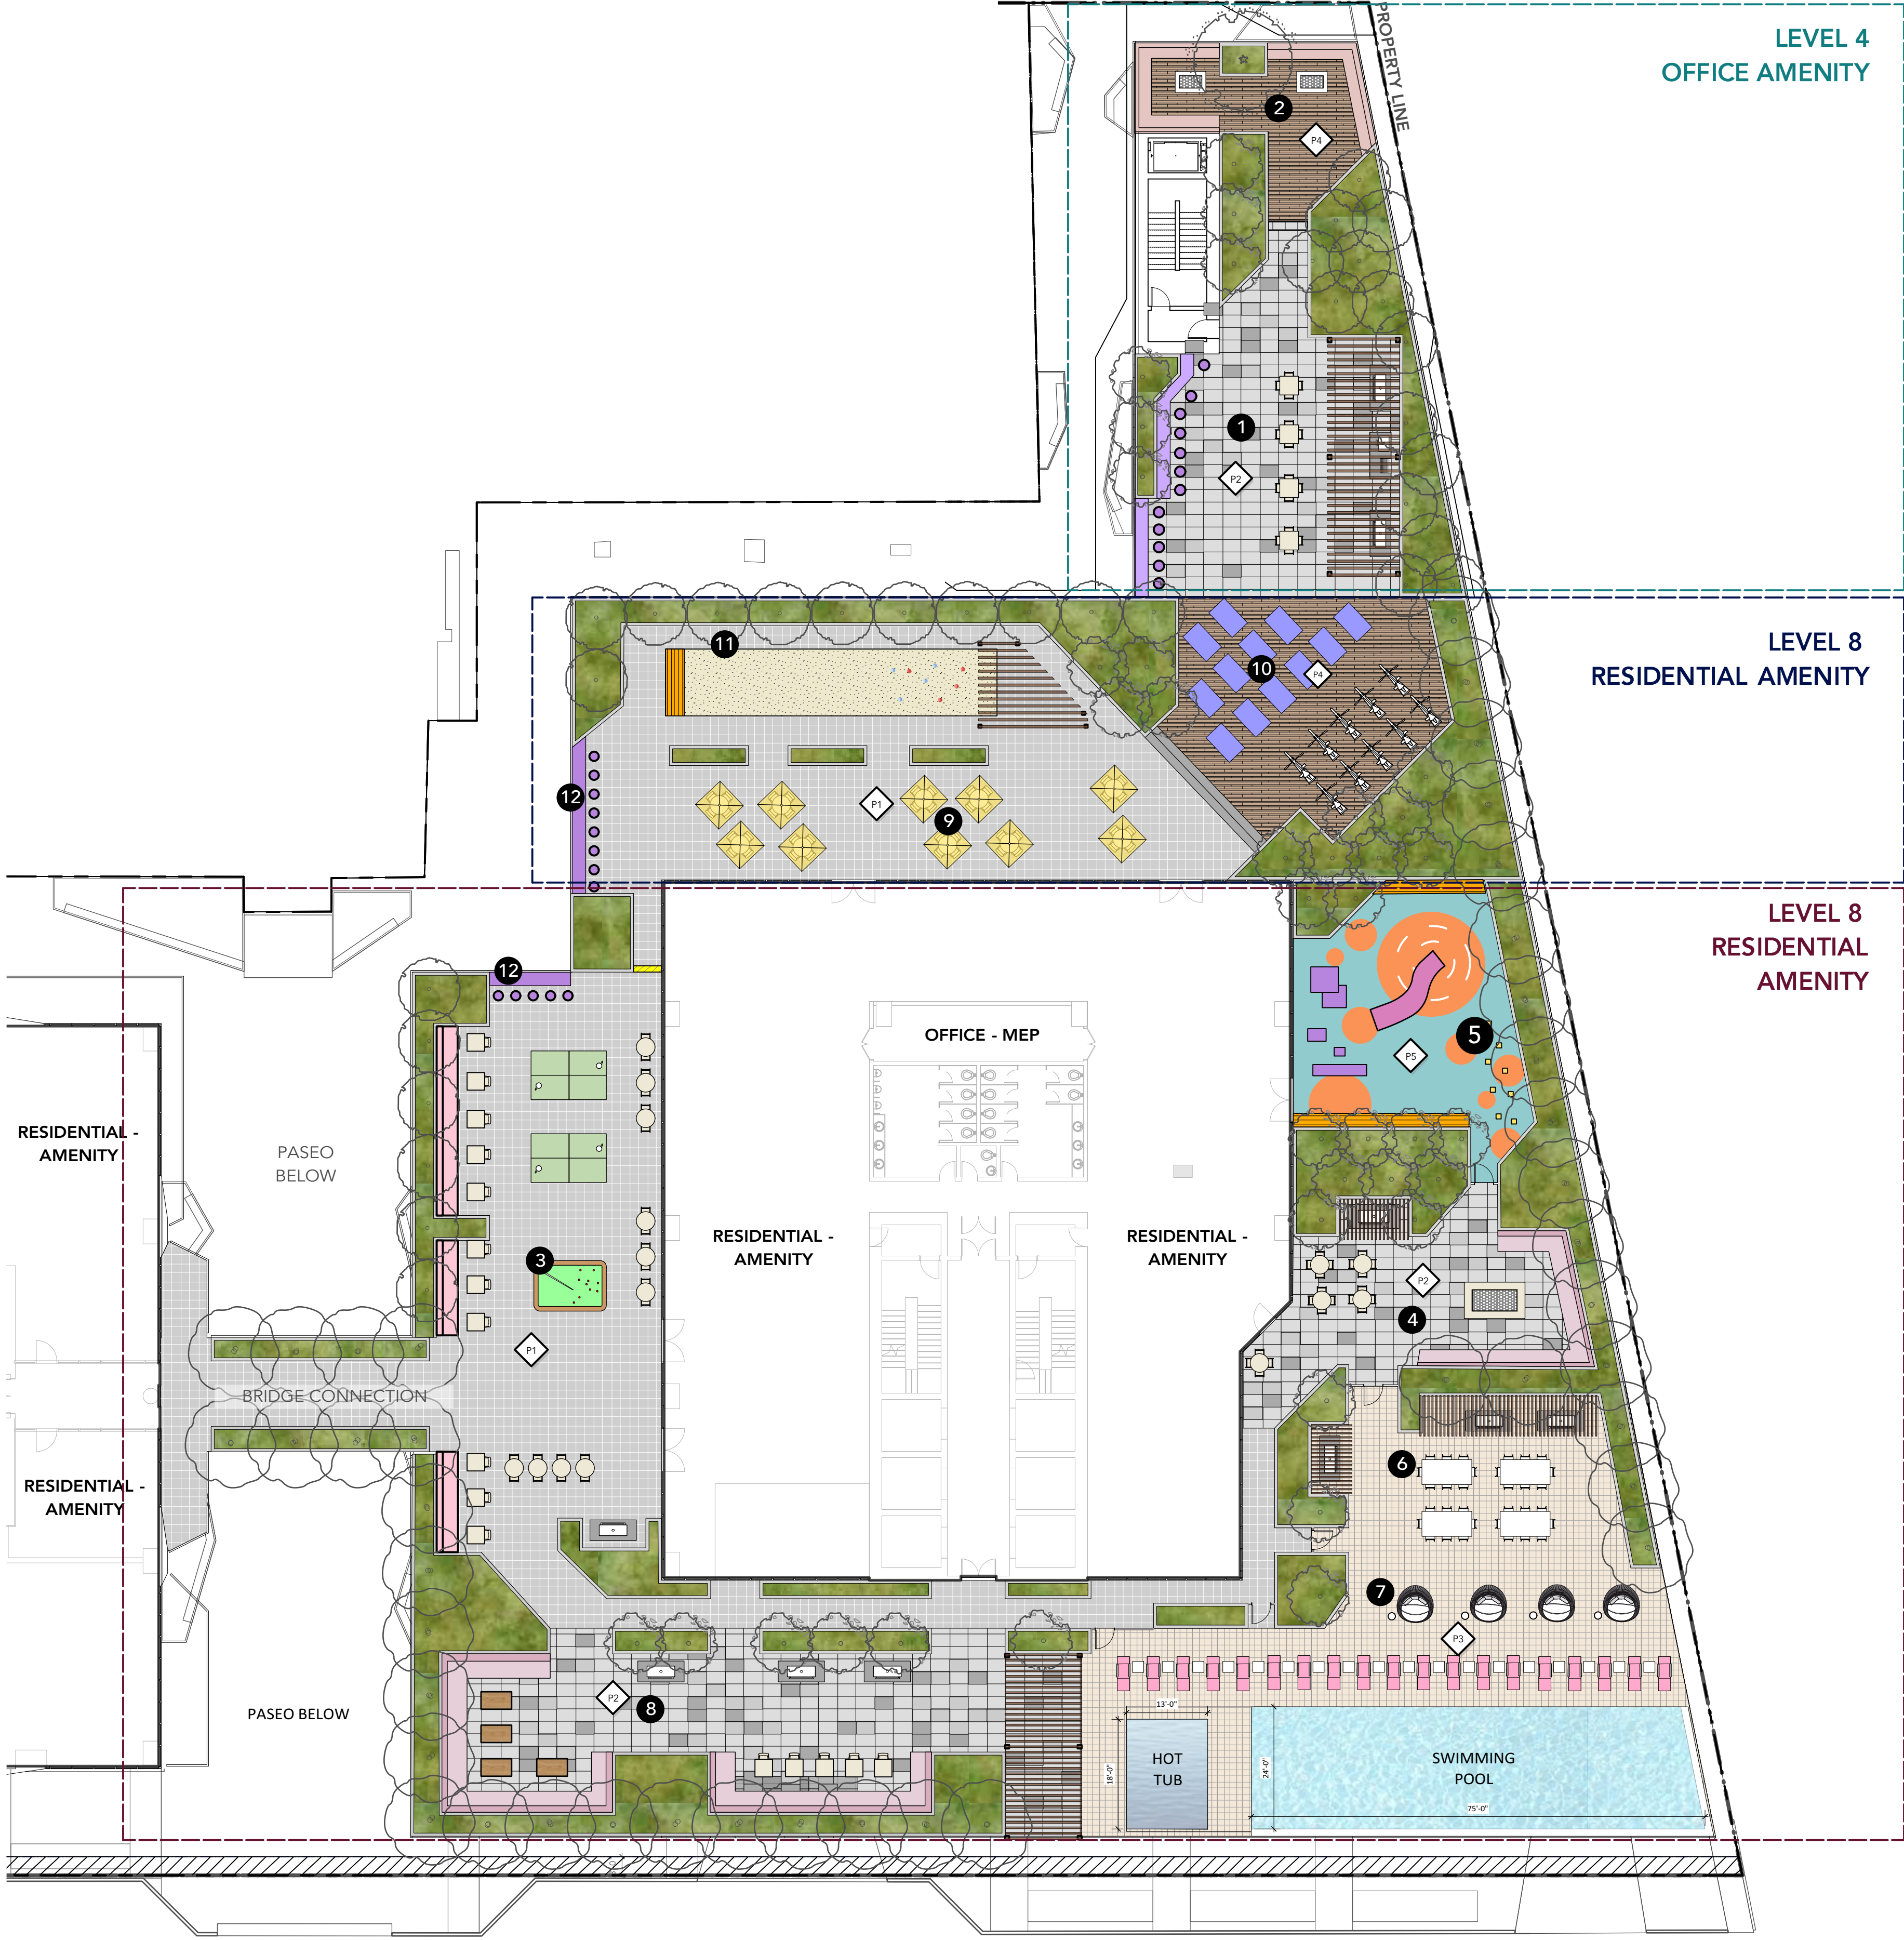 LEVEL 4
OFFICE AMENITY
PROPERTY LINE
2
P4
1
P2
LEVEL 8
RESIDENTIAL AMENITY
11
10
P4
12
P1
9
LEVEL 8
RESIDENTIAL
AMENITY
12
OFFICE - MEP
5
P5
RESIDENTIAL -
AMENITY
PASEO
BELOW
RESIDENTIAL -
AMENITY
RESIDENTIAL -
AMENITY
3
P2
4
P1
BRIDGE CONNECTION
6
RESIDENTIAL -
AMENITY
7
P3
P2
8
PASEO BELOW
13'-0"
18'-0"
HOT
TUB
24'-0"
SWIMMING
POOL
75'-0"